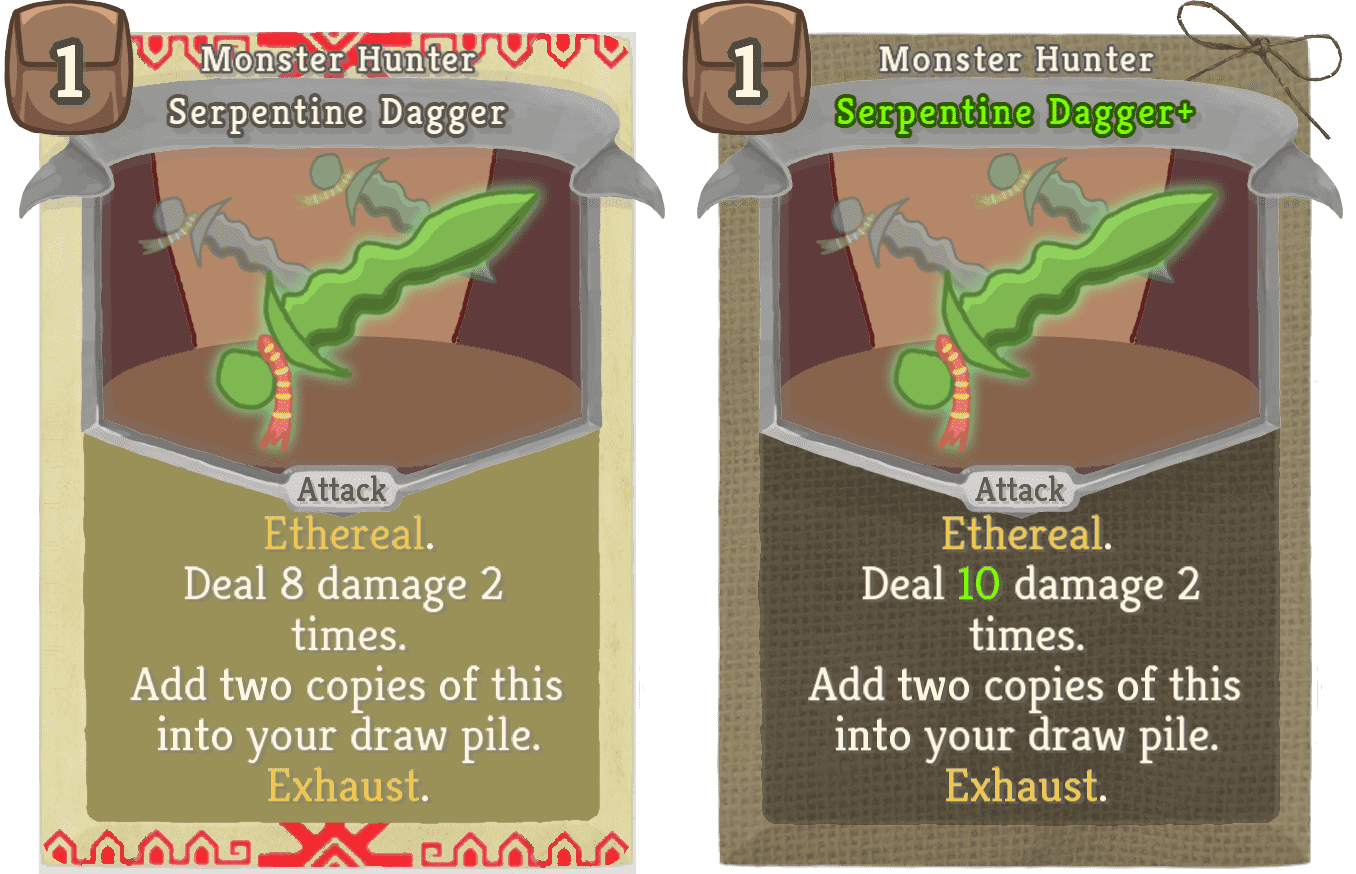 1
Monster Hunter
Serpentine Dagger
Attack
Ethereal.
Deal 8 damage 2
times.
Add two copies of this
into your draw pile.
Exhaust.
1
Monster Hunter
Serpentine Dagger+
Attack
Ethereal.
Deal 10 damage 2
times.
Add two copies of this
into your draw pile.
Exhaust.